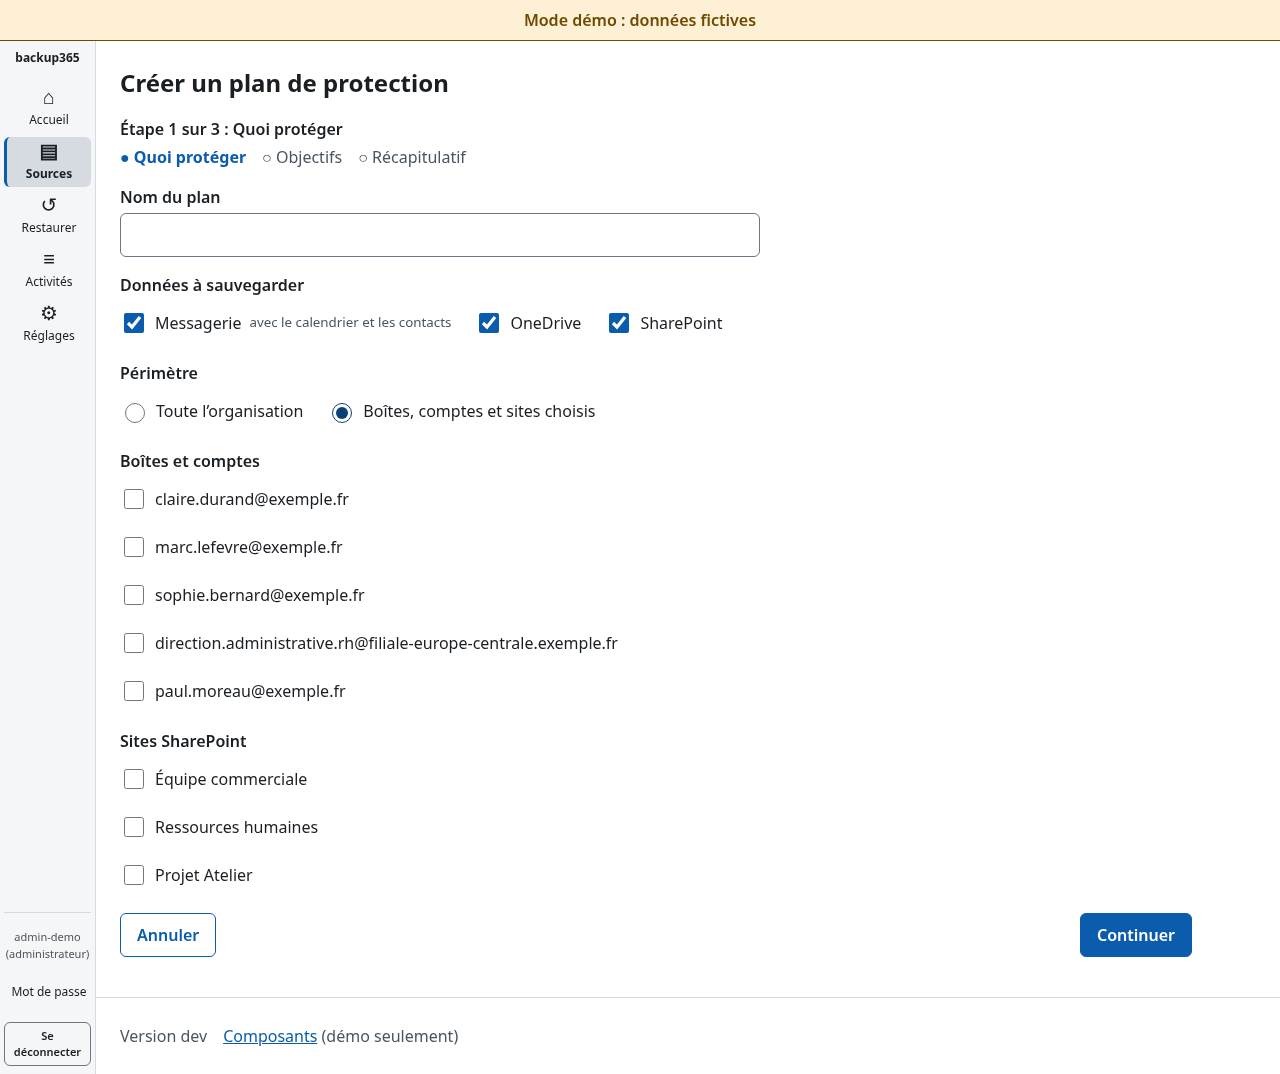 Mode démo : données fictives
backup365
Accueil
Sources
Restaurer
Activités
Réglages
admin-demo
(administrateur)
Mot de passe
Se
déconnecter
Créer un plan de protection
Étape 1 sur 3 : Quoi protéger
● Quoi protéger ○ Objectifs ○ Récapitulatif
Nom du plan
Données à sauvegarder
Messagerie avec le calendrier et les contacts OneDrive SharePoint
Périmètre
Toute l’organisation Boîtes, comptes et sites choisis
Boîtes et comptes
claire.durand@exemple.fr
marc.lefevre@exemple.fr
sophie.bernard@exemple.fr
direction.administrative.rh@filiale-europe-centrale.exemple.fr
paul.moreau@exemple.fr
Sites SharePoint
Équipe commerciale
Ressources humaines
Projet Atelier
Annuler Continuer
Version dev Composants (démo seulement)